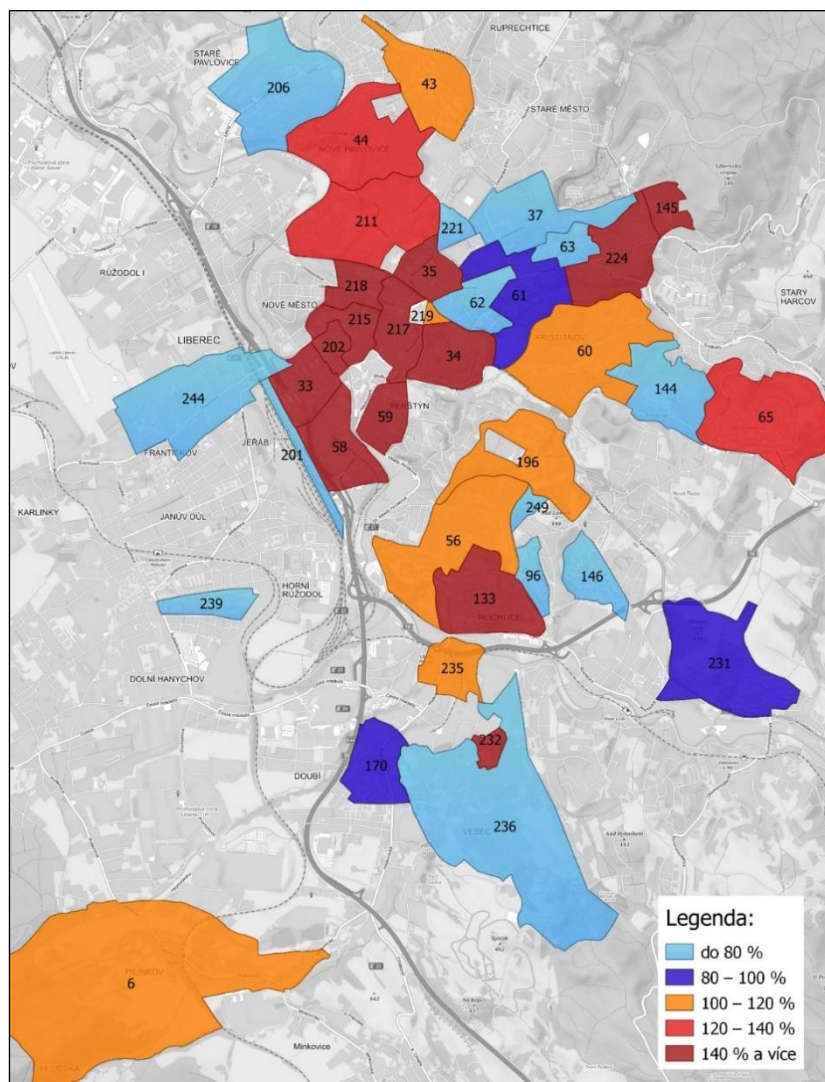 RUPRECHTICE
STARÉ
PAVLOVICE
206
43
STARÉ MĚSTO
44
NOVÉ PAVLOVICE
145
37
211
221
63
224
RŮŽODOL I
35
STARÝ
HARCOV
218
62
61
NOVÉ MĚSTO
215
219
217
LIBEREC
202
34
KRISTIÁNOV
60
33
144
244
59
PERŠTÝN
65
58
JEŘÁB
FRANTIŠKOV
201
196
KARLINKY
249
JANŮV DŮL
56
96
146
HORNÍ
RŮŽODOL
133
239
ROCHLICE
231
235
DOLNÍ HANYCHOV
232
170
DOUBÍ
VESEC
236
Legenda:
do 80 %
80 – 100 %
100 – 120 %
120 – 140 %
140 % a více
PILÍNKOV
6
Minkovice
HLUBOKÁ